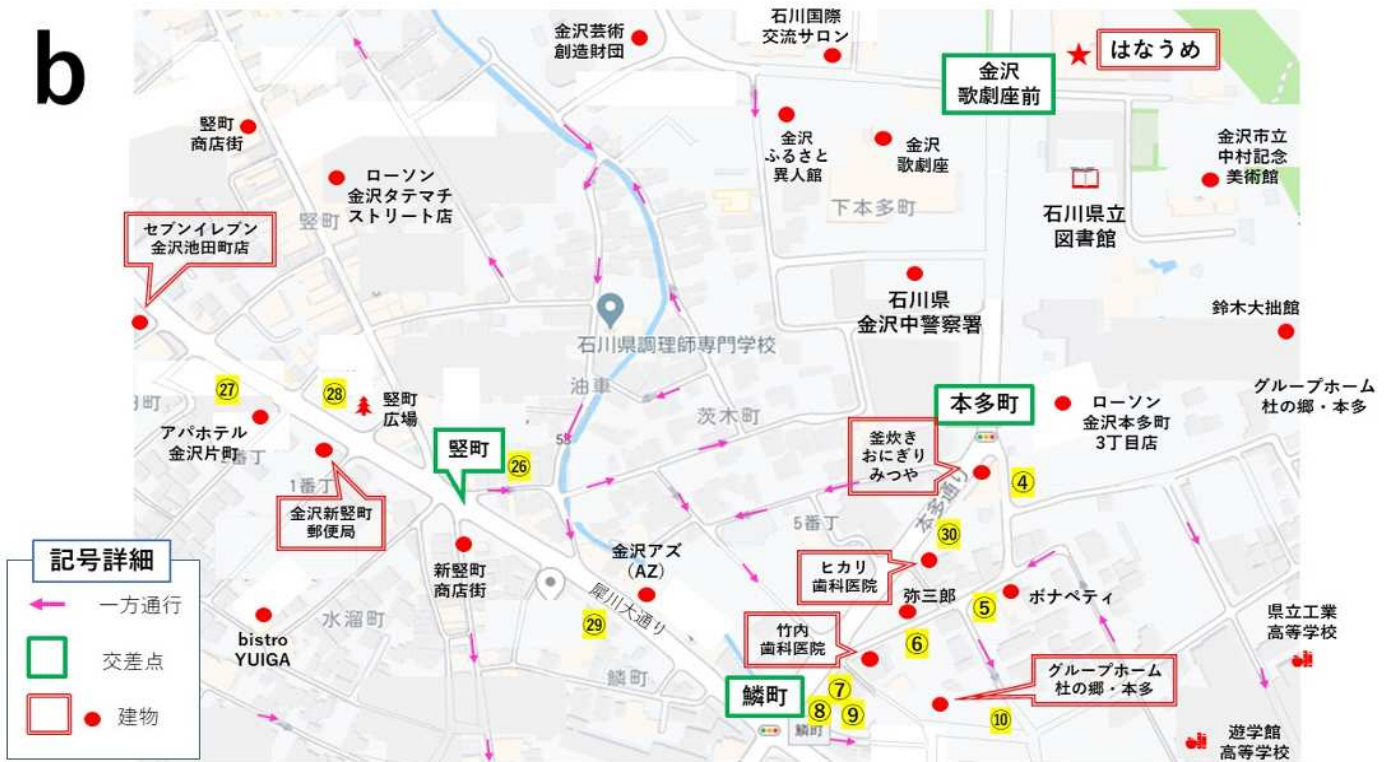 b
金沢芸術
創造財団
石川国際
交流サロン
金沢
歌劇座前
はなうめ
竪町
商店街
ローソン
金沢タテマチ
ストリート店
竪町
金沢
ふるさと
異人館
金沢
歌劇座
下本多町
石川県立
図書館
金沢市立
中村記念
美術館
セブンイレブン
金沢池田町店
石川県
金沢中警察署
鈴木大拙館
石川県調理師専門学校
油車
茨木町
本多町
ローソン
金沢本多町
3丁目店
グループホーム
杜の郷・本多
㉗
㉘
竪町
広場
アパホテル
金沢片町
竪町
㉖
58
釜炊き
おにぎり
みつや
④
本多通り
5番丁
㉚
1番丁
金沢新竪町
郵便局
新竪町
商店街
金沢アズ
(AZ)
犀川大通り
㉙
ヒカリ
歯科医院
弥三郎
⑤
ボナペティ
⑥
竹内
歯科医院
県立工業
高等学校
グループホーム
杜の郷・本多
水溜町
bistro
YUIGA
鱗町
鱗町
⑦
⑧
⑨
⑩
鱗町
遊学館
高等学校
記号詳細
一方通行
交差点
建物